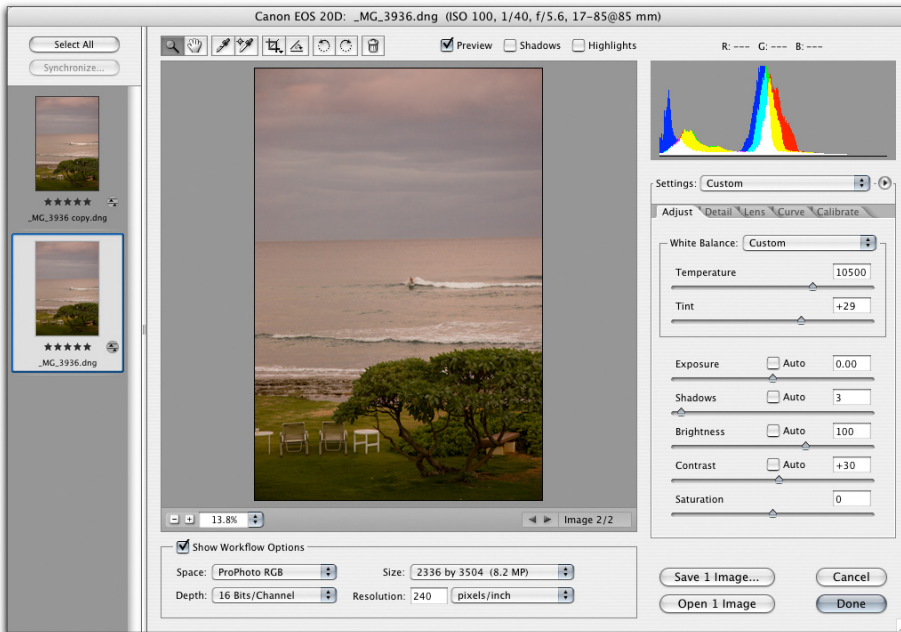 Canon EOS 20D: _MG_3936.dng (ISO 100, 1/40, f/5.6, 17-85@85 mm)
Select All
Synchronize...
_MG_3936 copy.dng
_MG_3936.dng
Preview Shadows Highlights
R: --- G: --- B: ---
Settings: Custom
Adjust Detail Lens Curve Calibrate
White Balance: Custom
Temperature 10500
Tint +29
Exposure Auto 0.00
Shadows Auto 3
Brightness Auto 100
Contrast Auto +30
Saturation 0
13.8%
Image 2/2
Show Workflow Options
Space: ProPhoto RGB Size: 2336 by 3504 (8.2 MP)
Depth: 16 Bits/Channel Resolution: 240 pixels/inch
Save 1 Image... Cancel
Open 1 Image Done